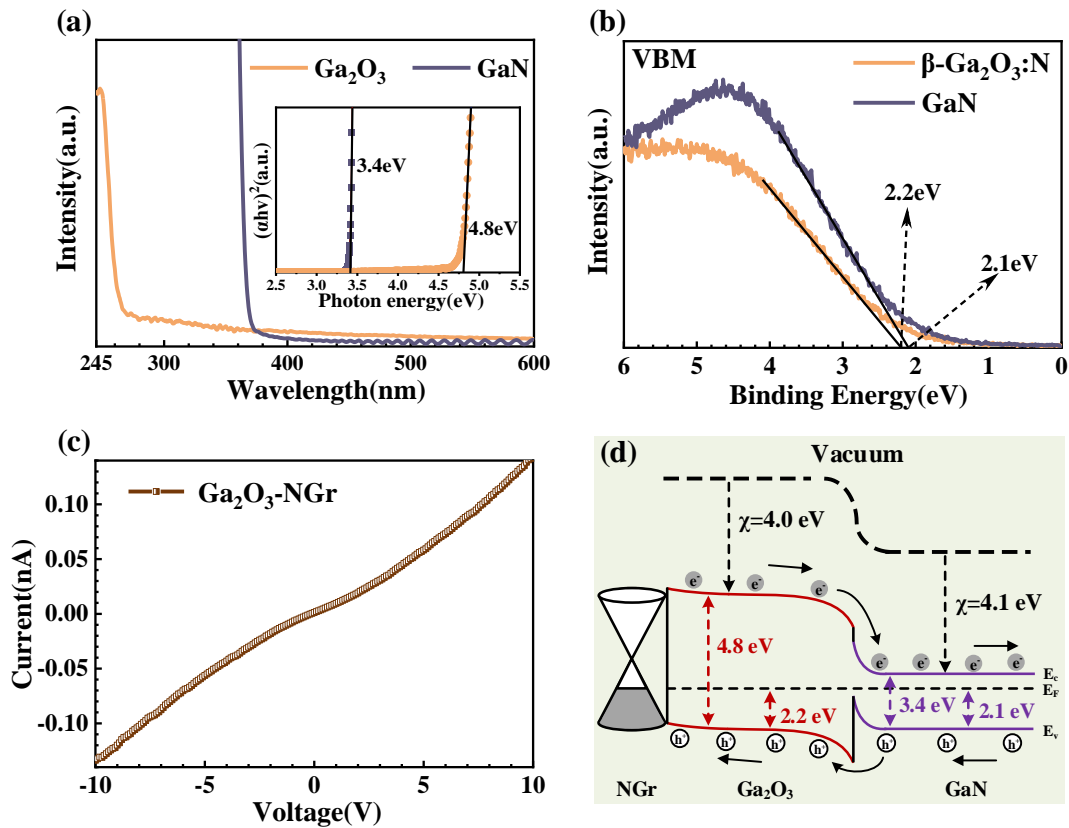 (a)
Ga₂O₃
GaN
Intensity(a.u.)
(αhν)²(a.u.)
3.4eV
4.8eV
2.5 3.0 3.5 4.0 4.5 5.0 5.5
Photon energy(eV)
245 300 400 500 600
Wavelength(nm)
(b)
VBM
β-Ga₂O₃:N
GaN
Intensity(a.u.)
2.2eV
2.1eV
6 5 4 3 2 1 0
Binding Energy(eV)
(c)
Ga₂O₃-NGr
Current(nA)
0.10
0.05
0.00
-0.05
-0.10
-10 -5 0 5 10
Voltage(V)
(d)
Vacuum
χ=4.0 eV
χ=4.1 eV
e⁻ e⁻ e⁻
e⁻ e⁻ e⁻ e⁻
4.8 eV
2.2 eV
3.4 eV
2.1 eV
E_c
E_F
E_v
h⁺ h⁺ h⁺ h⁺ h⁺ h⁺ h⁺
NGr Ga₂O₃ GaN